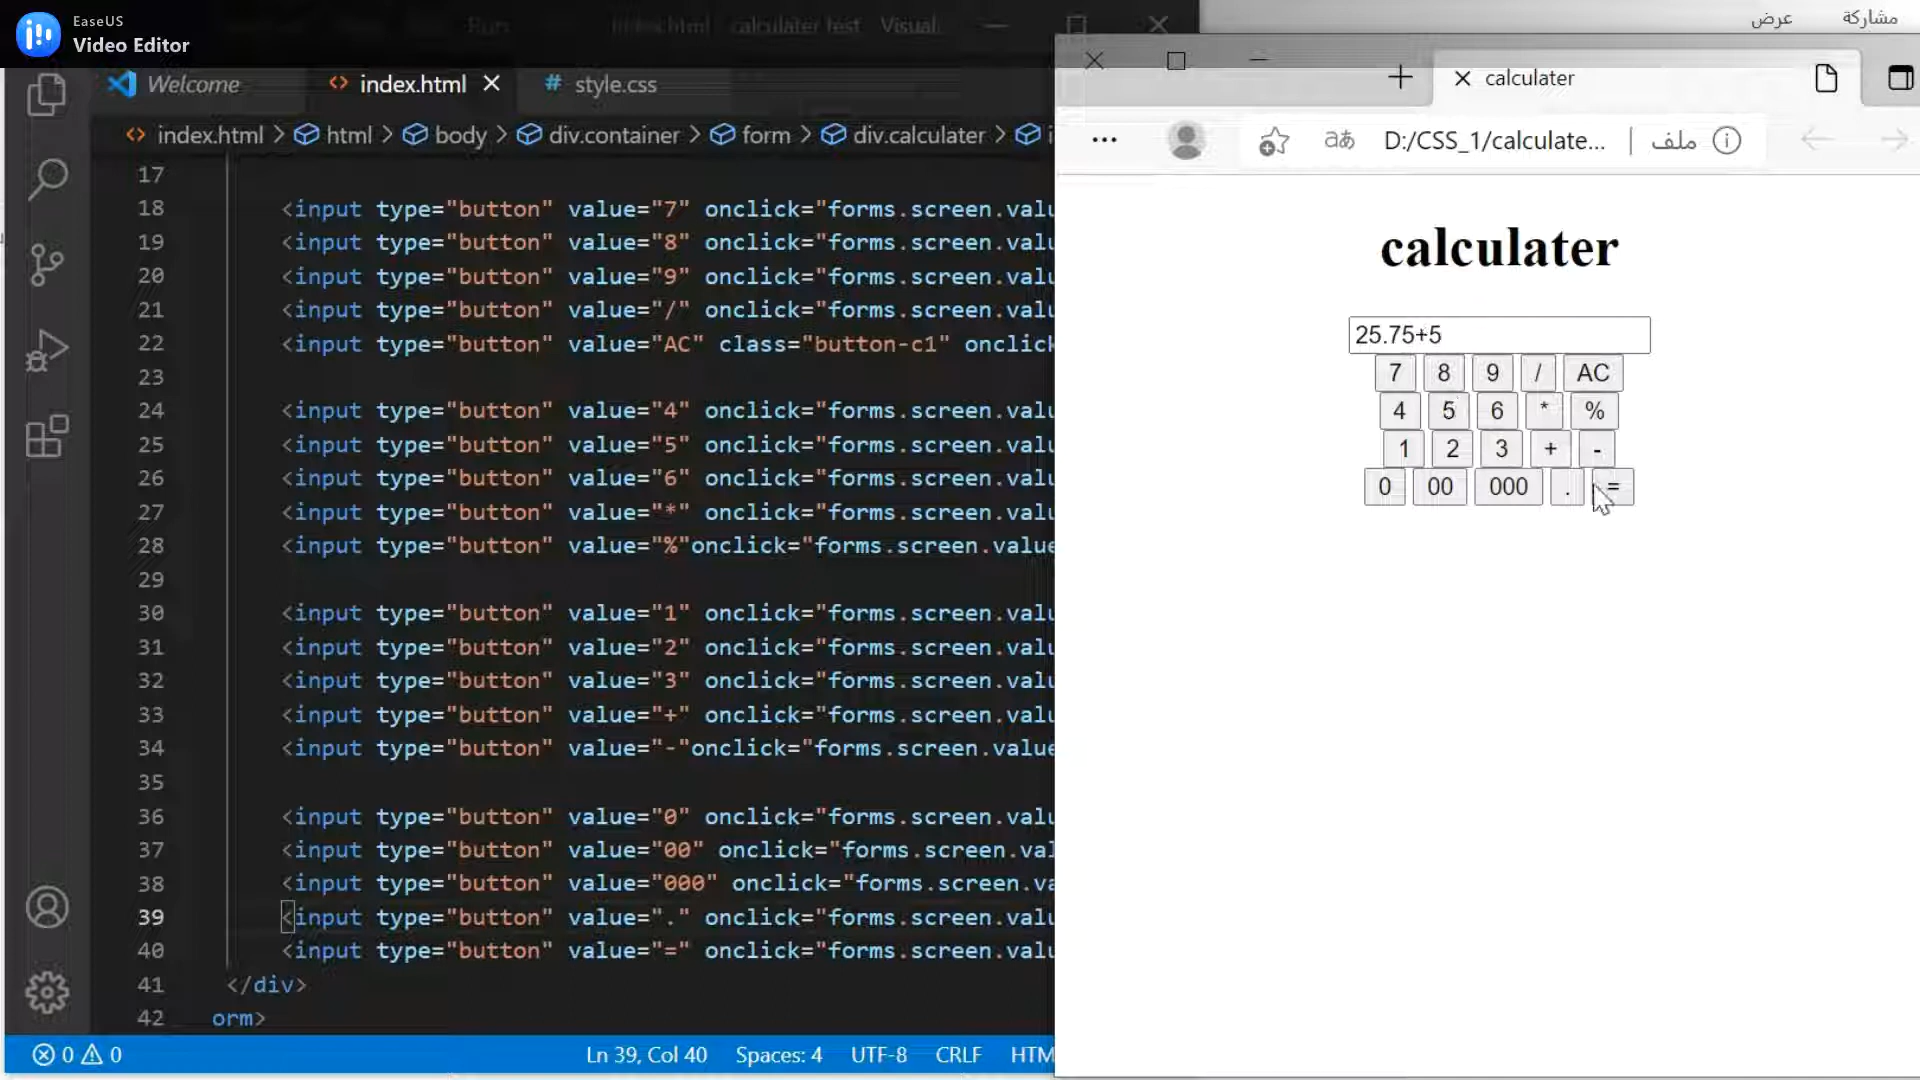 EaseUS
Video Editor
Run
index.html calculater test Visual
مشاركة
عرض
Welcome
index.html
# style.css
calculater
index.html > html > body > div.container > form > div.calculater >
D:/CSS_1/calculate...
ملف
17
18 <input type="button" value="7" onclick="forms.screen.valu
19 <input type="button" value="8" onclick="forms.screen.valu
20 <input type="button" value="9" onclick="forms.screen.valu
21 <input type="button" value="/" onclick="forms.screen.valu
22 <input type="button" value="AC" class="button-c1" onclick
23
24 <input type="button" value="4" onclick="forms.screen.valu
25 <input type="button" value="5" onclick="forms.screen.valu
26 <input type="button" value="6" onclick="forms.screen.valu
27 <input type="button" value="*" onclick="forms.screen.valu
28 <input type="button" value="%"onclick="forms.screen.value
29
30 <input type="button" value="1" onclick="forms.screen.valu
31 <input type="button" value="2" onclick="forms.screen.valu
32 <input type="button" value="3" onclick="forms.screen.valu
33 <input type="button" value="+" onclick="forms.screen.valu
34 <input type="button" value="-"onclick="forms.screen.value
35
36 <input type="button" value="0" onclick="forms.screen.valu
37 <input type="button" value="00" onclick="forms.screen.val
38 <input type="button" value="000" onclick="forms.screen.va
39 <input type="button" value="." onclick="forms.screen.valu
40 <input type="button" value="=" onclick="forms.screen.valu
41 </div>
42 orm>
0 0
Ln 39, Col 40 Spaces: 4 UTF-8 CRLF HTM
calculater
25.75+5
7 8 9 / AC
4 5 6 * %
1 2 3 + -
0 00 000 . =